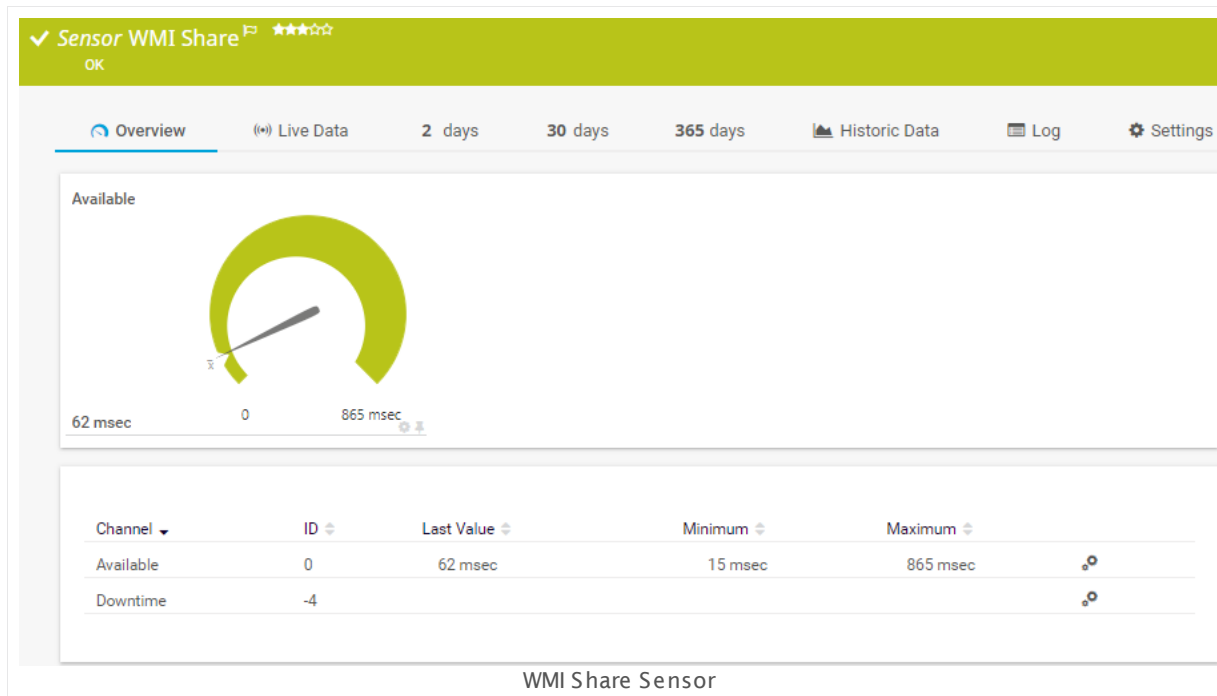 Sensor WMI Share
OK
Overview Live Data 2 days 30 days 365 days Historic Data Log Settings
Available
x̄
0 865 msec
62 msec
Channel ID Last Value Minimum Maximum
Available 0 62 msec 15 msec 865 msec
Downtime -4
WMI Share Sensor